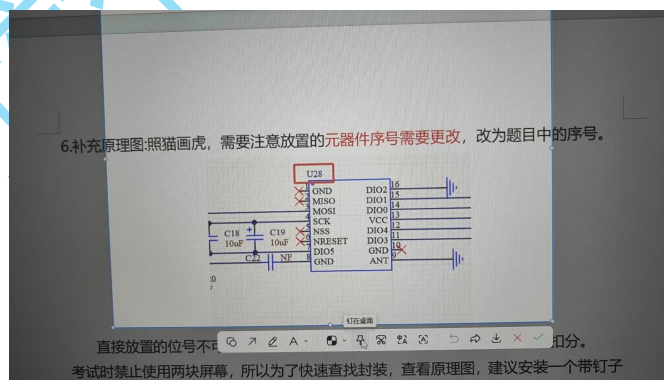 6.补充原理图:照猫画虎，需要注意放置的元器件序号需要更改，改为题目中的序号。
U28
GND
MISO
MOSI
SCK
NSS
NRESET
DIO5
GND
DIO2
DIO1
DIO0
VCC
DIO4
DIO3
GND
ANT
16
15
14
13
12
11
10
9
4
8
C18
10uF
C19
10uF
C22
NF
钉在桌面
直接放置的位号不可
扣分。
考试时禁止使用两块屏幕，所以为了快速查找封装，查看原理图，建议安装一个带钉子